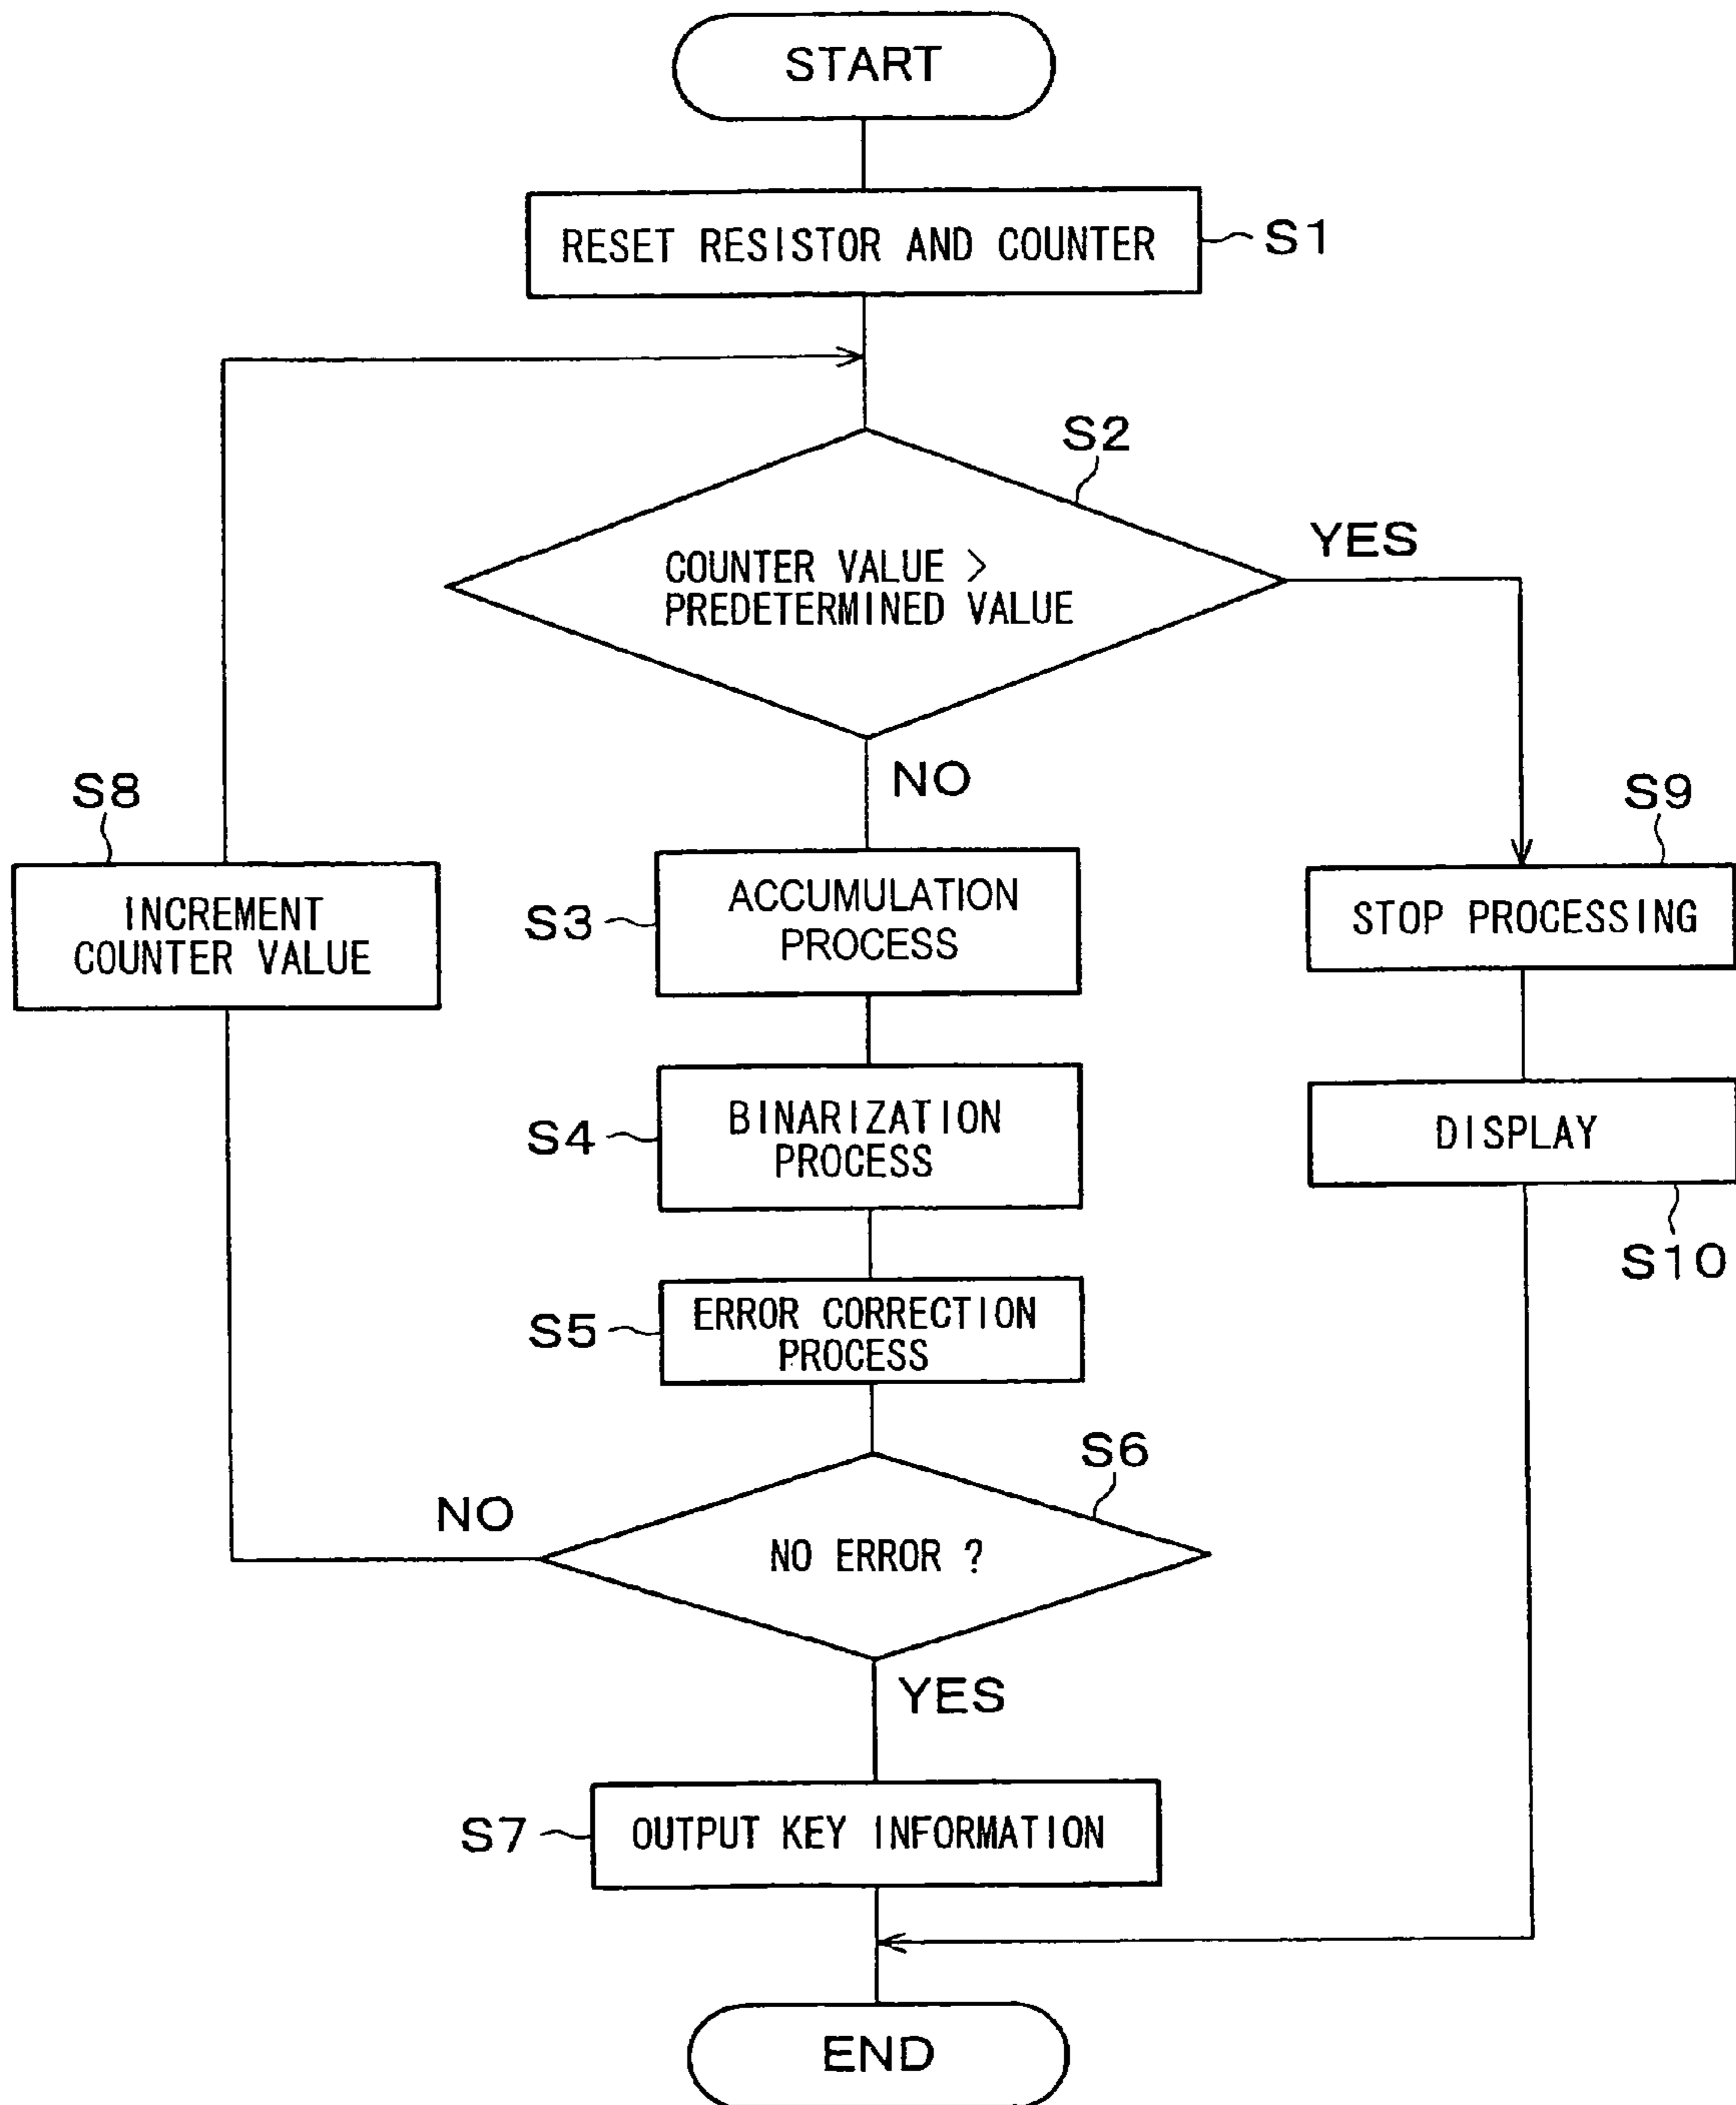 START
RESET RESISTOR AND COUNTER
S1
S2
COUNTER VALUE >
PREDETERMINED VALUE
YES
NO
S8
INCREMENT
COUNTER VALUE
S3
ACCUMULATION
PROCESS
S9
STOP PROCESSING
S4
BINARIZATION
PROCESS
DISPLAY
S10
S5
ERROR CORRECTION
PROCESS
S6
NO ERROR ?
NO
YES
S7
OUTPUT KEY INFORMATION
END